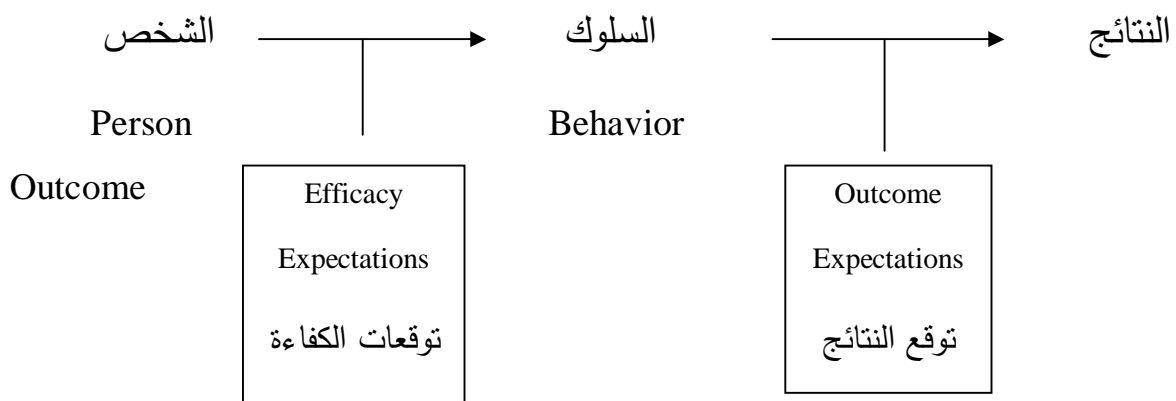 الشخص السلوك النتائج
Person Behavior
Outcome
Efficacy
Expectations
توقعات الكفاءة
Outcome
Expectations
توقع النتائج